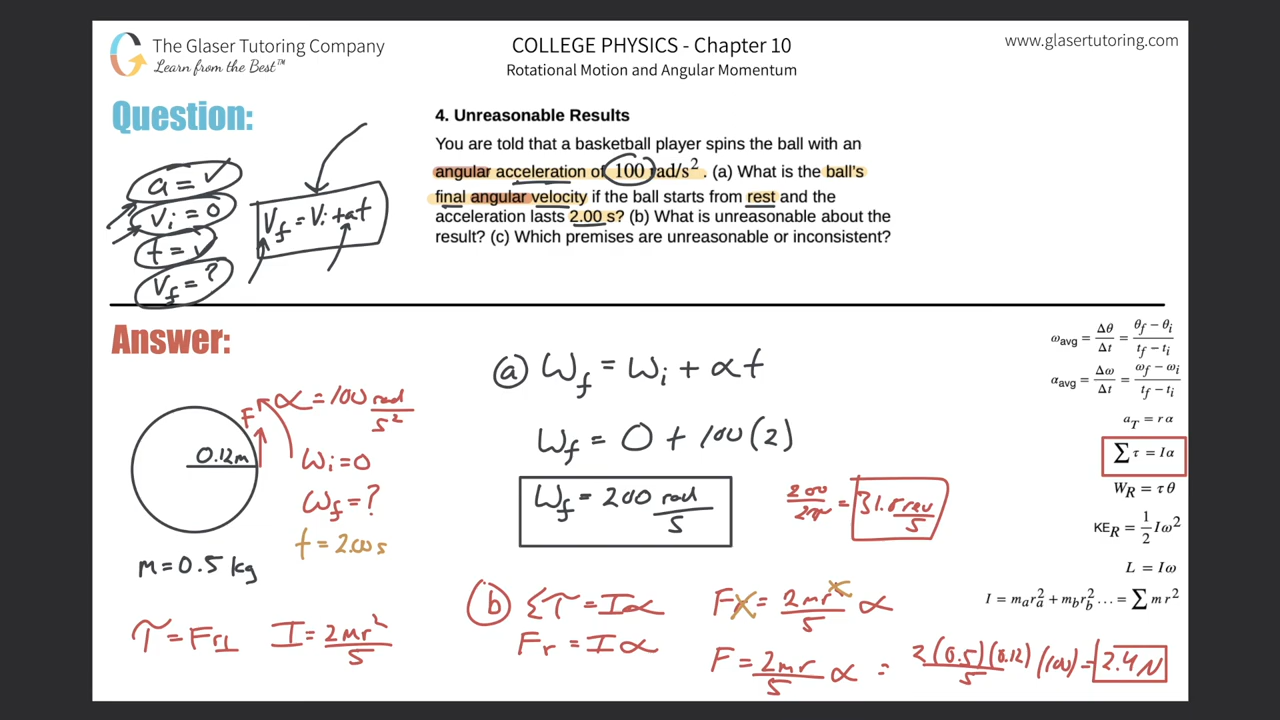 The Glaser Tutoring Company
Learn from the Best™
COLLEGE PHYSICS - Chapter 10
Rotational Motion and Angular Momentum
www.glasertutoring.com
Question:
a = ✓
Vi = 0
t = ✓
Vf = ?
Vf = Vi + at
4. Unreasonable Results
You are told that a basketball player spins the ball with an
angular acceleration of 100 rad/s². (a) What is the ball's
final angular velocity if the ball starts from rest and the
acceleration lasts 2.00 s? (b) What is unreasonable about the
result? (c) Which premises are unreasonable or inconsistent?
Answer:
0.12m
F
α = 100 rad/s²
ωi = 0
ωf = ?
t = 2.00s
m = 0.5 kg
τ = Fr⊥
I = 2mr²/5
(a) ωf = ωi + αt
ωf = 0 + 100(2)
ωf = 200 rad/s
200/2π = 31.8 rev/s
(b) Στ = Iα
Fr = Iα
Fr = 2mr²/5 α
F = 2mr/5 α = 2(0.5)(0.12)/5 (100) = 2.4 N
ωavg = Δθ/Δt = θf − θi/tf − ti
αavg = Δω/Δt = ωf − ωi/tf − ti
aT = rα
∑ τ = Iα
WR = τθ
KER = 1/2 Iω²
L = Iω
I = mara² + mbrb² … = ∑ mr²